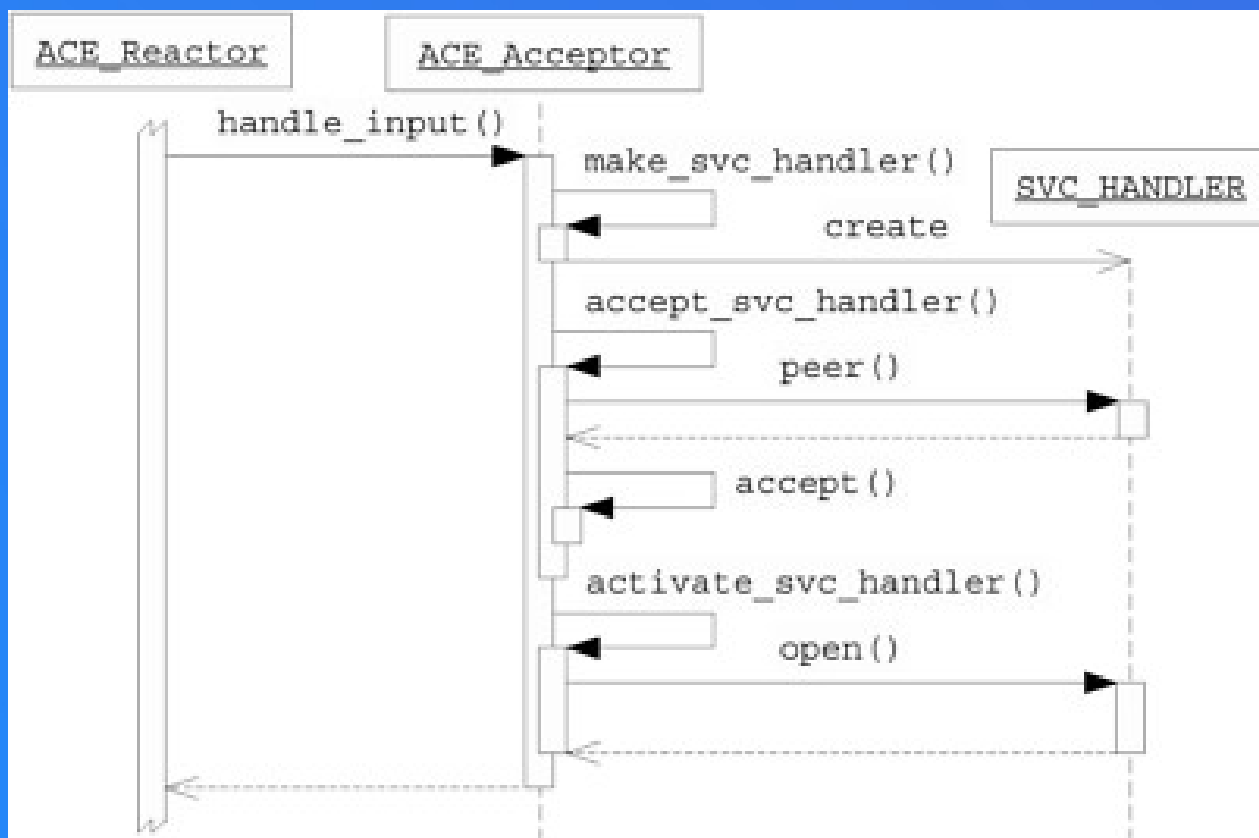 ACE_Reactor
ACE_Acceptor
handle_input()
make_svc_handler()
SVC_HANDLER
create
accept_svc_handler()
peer()
accept()
activate_svc_handler()
open()